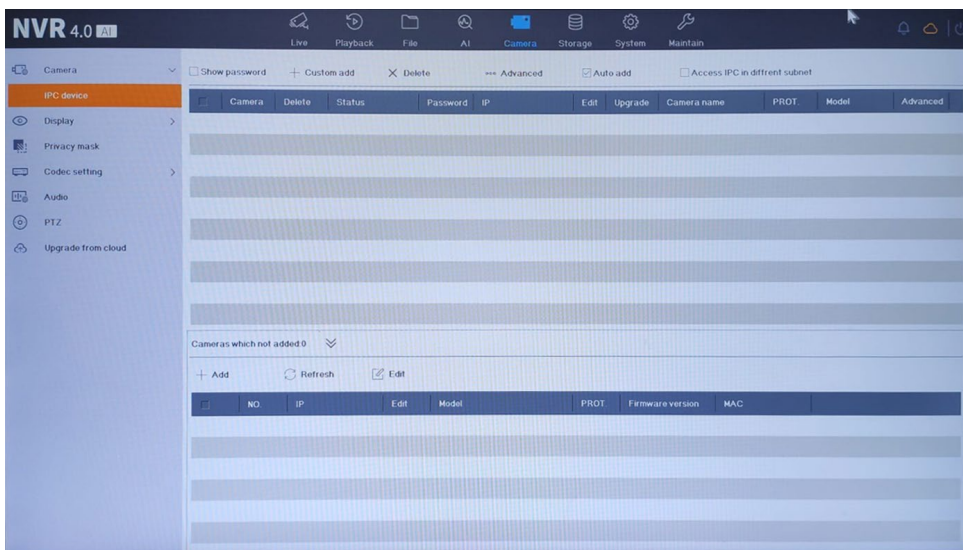 NVR 4.0 AI
Live Playback File AI Camera Storage System Maintain
Camera
IPC device
Display
Privacy mask
Codec setting
Audio
PTZ
Upgrade from cloud
Show password + Custom add X Delete Advanced Auto add Access IPC in diffrent subnet
Camera Delete Status Password IP Edit Upgrade Camera name PROT. Model Advanced
Cameras which not added:0
+ Add Refresh Edit
NO. IP Edit Model PROT Firmware version MAC